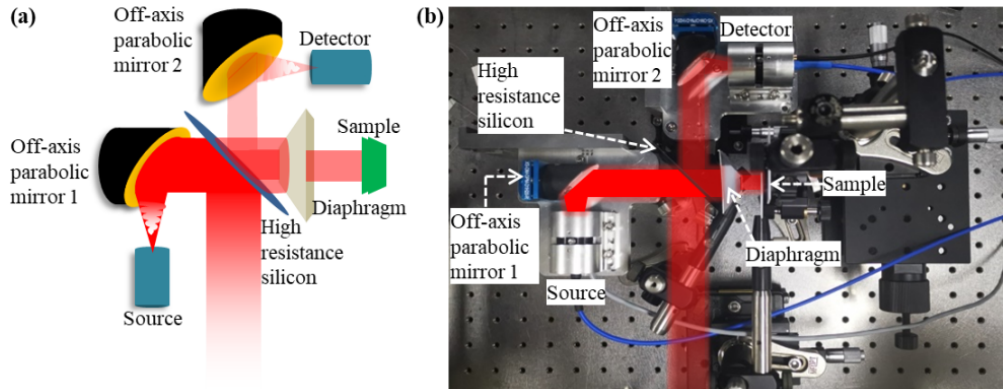 (a)
Off-axis
parabolic
mirror 2
Detector
Off-axis
parabolic
mirror 1
Sample
Diaphragm
High
resistance
silicon
Source
(b)
Off-axis
parabolic
mirror 2
Detector
High
resistance
silicon
Sample
Off-axis
parabolic
mirror 1
Diaphragm
Source